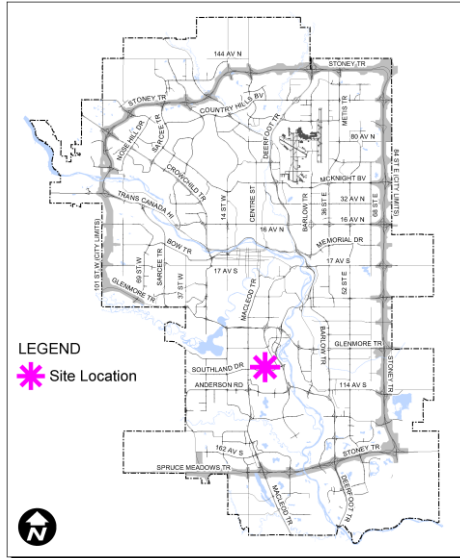 144 AV N
STONEY TR
STONEY TR
COUNTRY HILLS BV
METIS TR
NOSE HILL DR
SARCEE TR
DEERFOOT TR
80 AV N
CROWCHILD TR
MCKNIGHT BV
TRANS CANADA HI
14 ST W
CENTRE ST
BARLOW TR
36 ST E
32 AV N
68 ST E
84 ST E (CITY LIMITS)
16 AV N
16 AV N
101 ST W (CITY LIMITS)
BOW TR
MEMORIAL DR
69 ST W
SARCEE TR
37 ST W
17 AV S
17 AV S
52 ST E
GLENMORE TR
MACLEOD TR
BARLOW TR
GLENMORE TR
STONEY TR
LEGEND
Site Location
SOUTHLAND DR
ANDERSON RD
114 AV S
162 AV S
STONEY TR
SPRUCE MEADOWS TR
MACLEOD TR
DEERFOOT TR
N